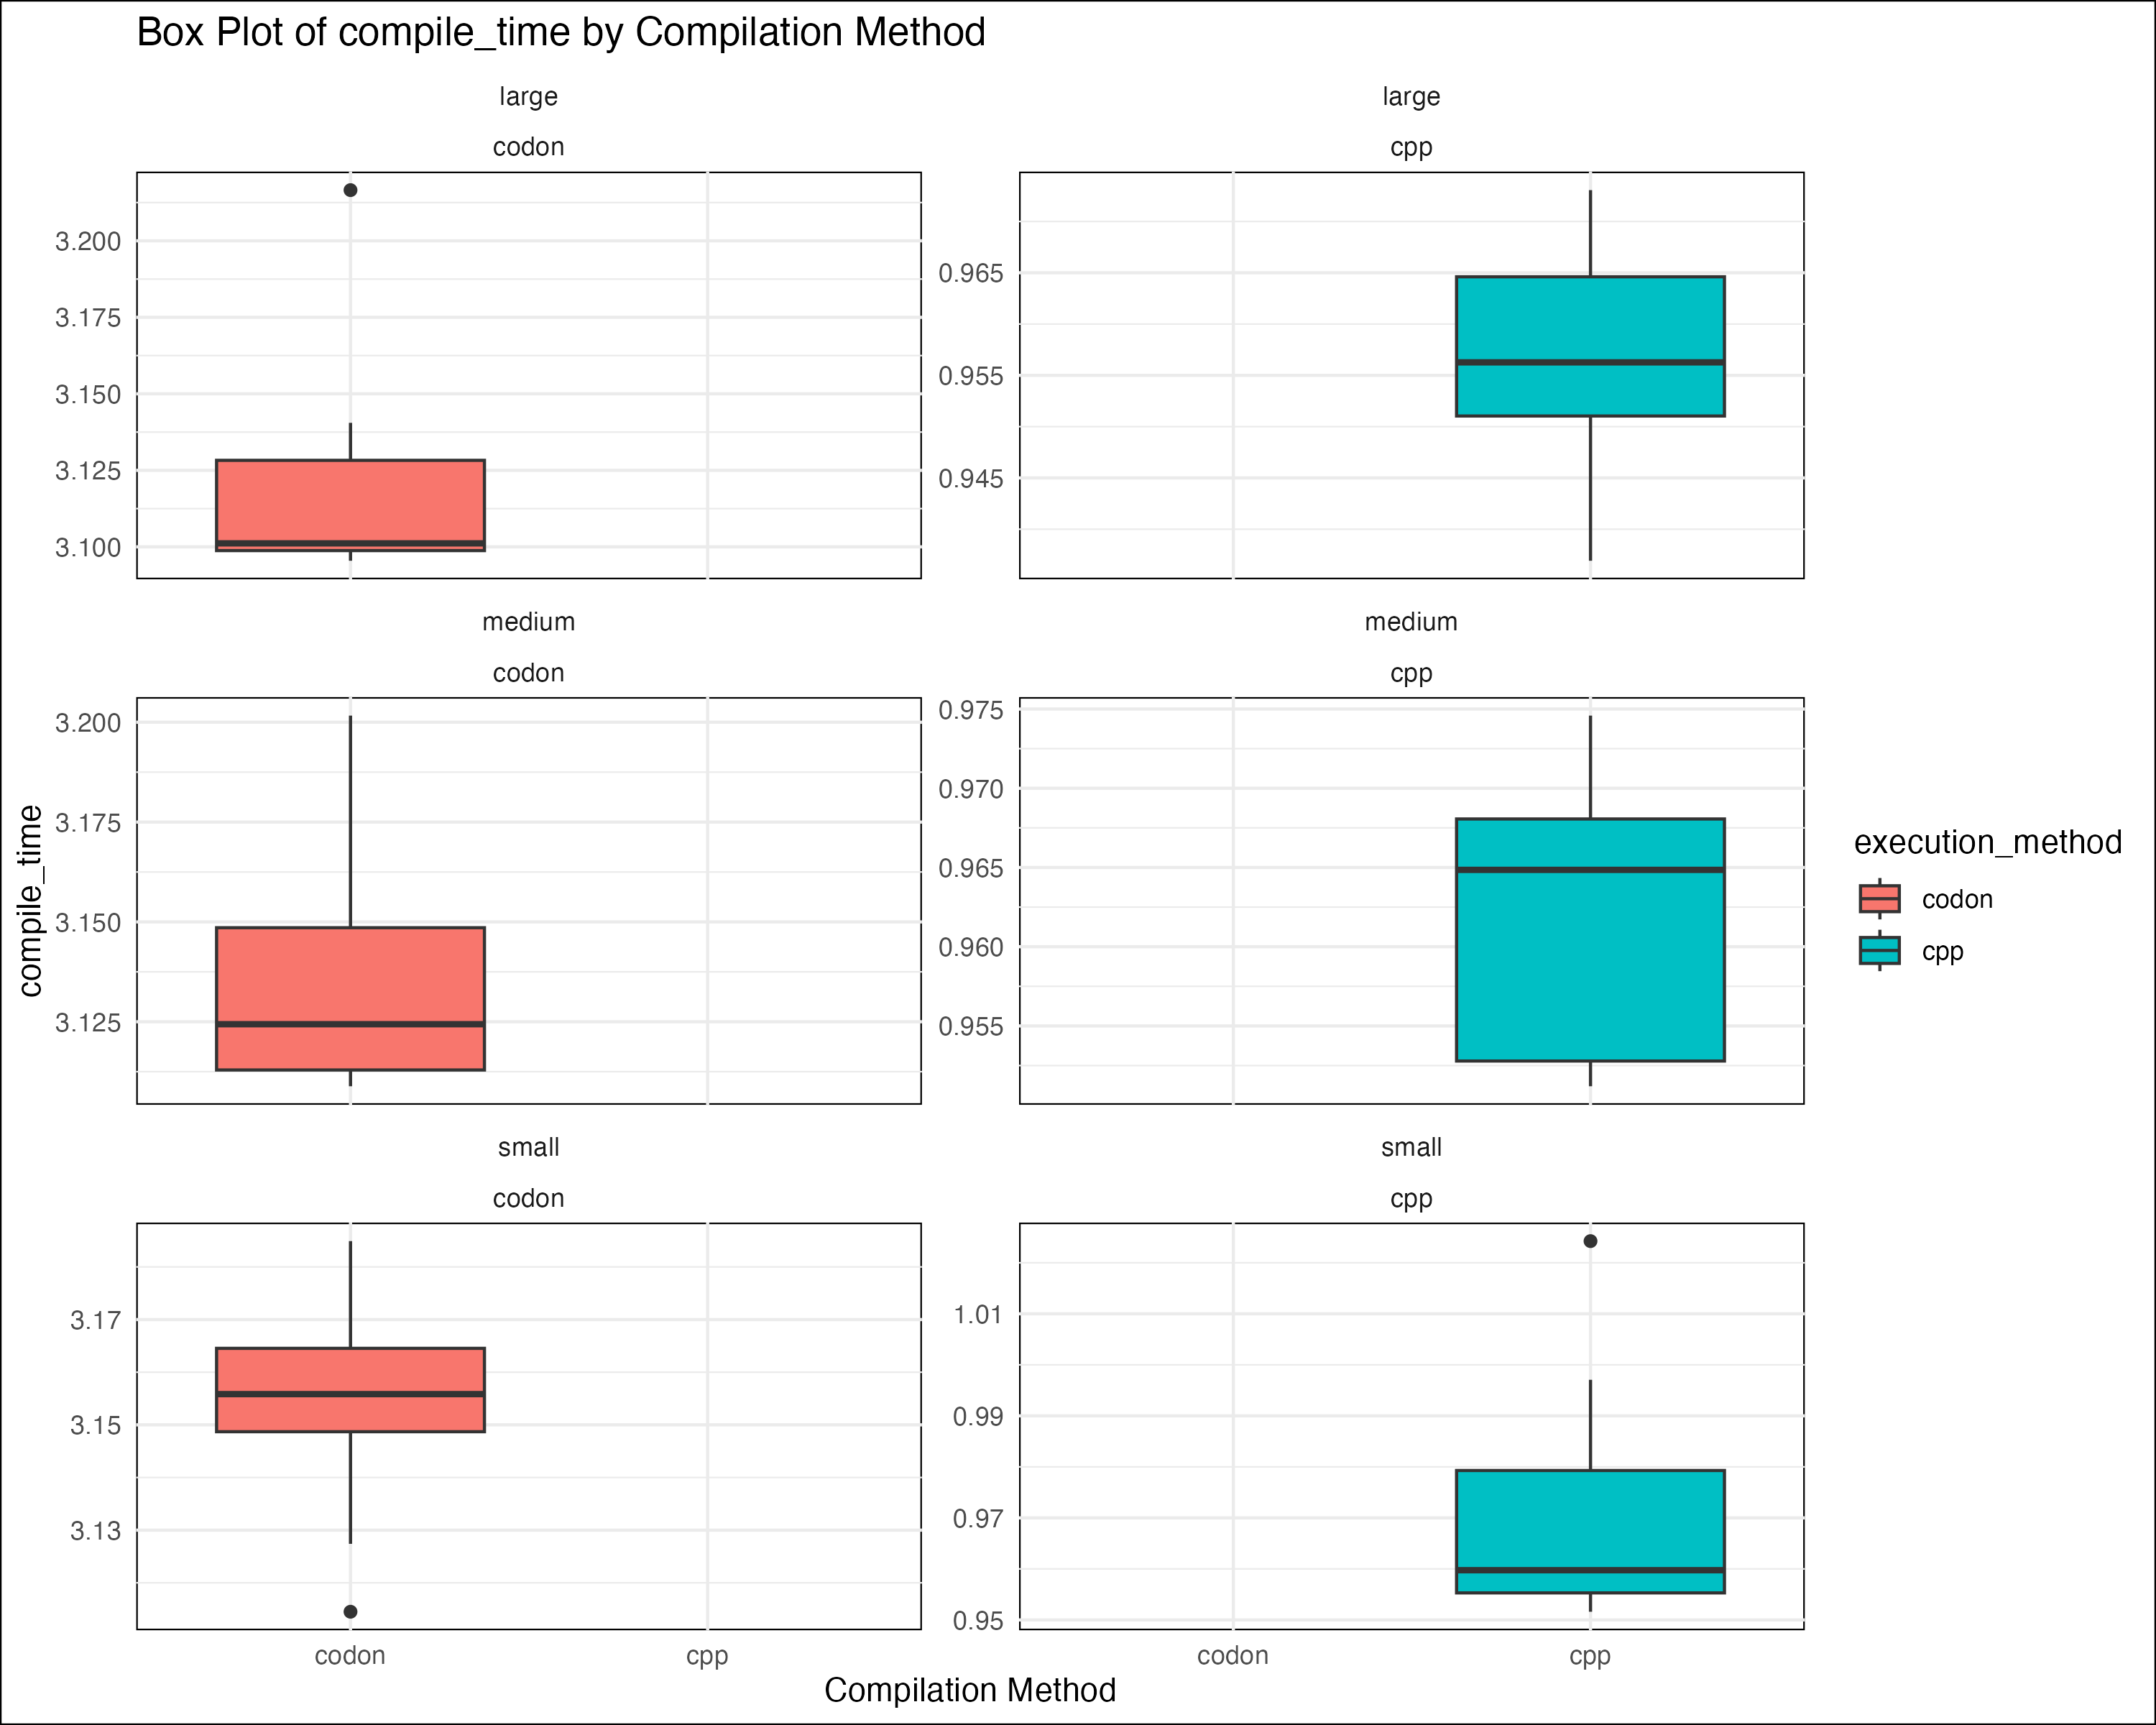 Box Plot of compile_time by Compilation Method
large
codon
3.200
3.175
3.150
3.125
3.100
large
cpp
0.965
0.955
0.945
medium
codon
3.200
3.175
3.150
3.125
medium
cpp
0.975
0.970
0.965
0.960
0.955
small
codon
3.17
3.15
3.13
codon
cpp
small
cpp
1.01
0.99
0.97
0.95
codon
cpp
compile_time
Compilation Method
execution_method
codon
cpp